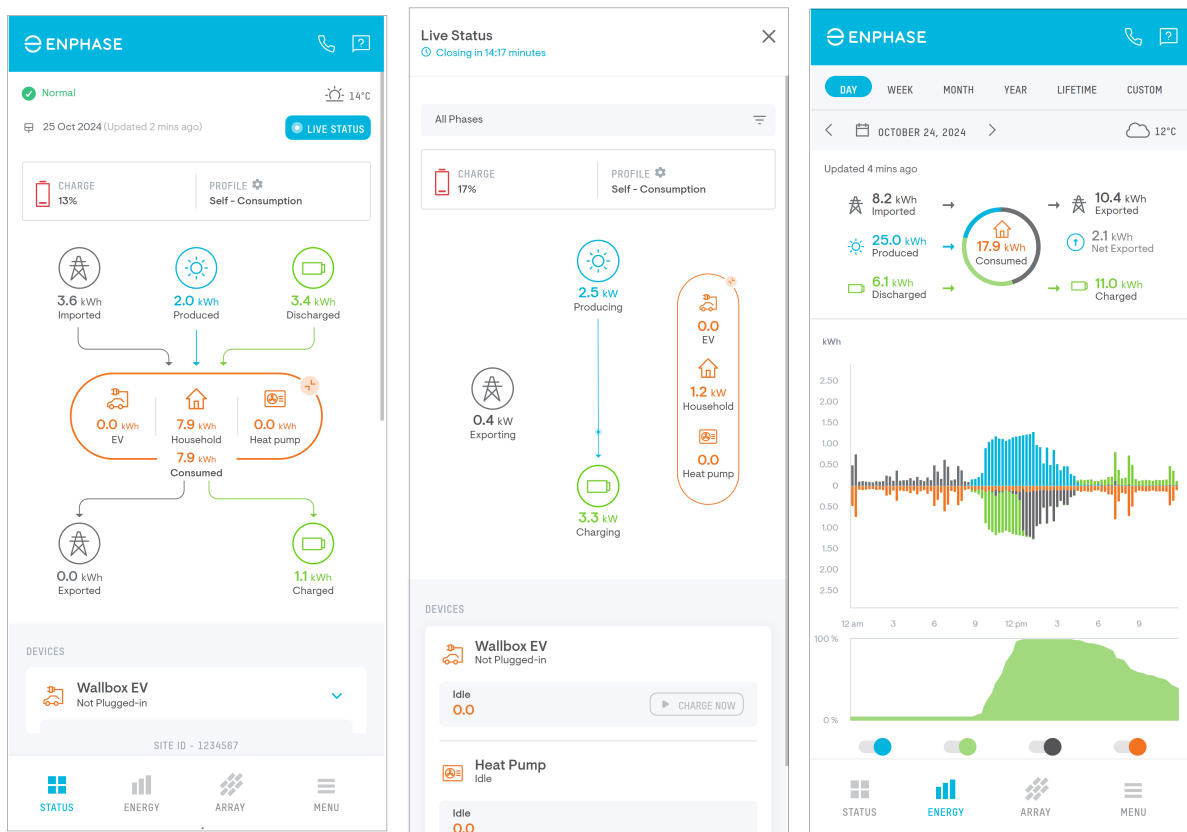 ENPHASE
Normal
14°C
25 Oct 2024 (Updated 2 mins ago)
LIVE STATUS
CHARGE
13%
PROFILE
Self - Consumption
3.6 kWh
Imported
2.0 kWh
Produced
3.4 kWh
Discharged
0.0 kWh
EV
7.9 kWh
Household
0.0 kWh
Heat pump
7.9 kWh
Consumed
0.0 kWh
Exported
1.1 kWh
Charged
DEVICES
Wallbox EV
Not Plugged-in
SITE ID - 1234567
STATUS
ENERGY
ARRAY
MENU
Live Status
Closing in 14:17 minutes
All Phases
CHARGE
17%
PROFILE
Self - Consumption
2.5 kW
Producing
0.0
EV
1.2 kW
Household
0.0
Heat pump
0.4 kW
Exporting
3.3 kW
Charging
DEVICES
Wallbox EV
Not Plugged-in
Idle
0.0
CHARGE NOW
Heat Pump
Idle
Idle
0.0
ENPHASE
DAY WEEK MONTH YEAR LIFETIME CUSTOM
OCTOBER 24, 2024
12°C
Updated 4 mins ago
8.2 kWh
Imported
25.0 kWh
Produced
6.1 kWh
Discharged
17.9 kWh
Consumed
10.4 kWh
Exported
2.1 kWh
Net Exported
11.0 kWh
Charged
kWh
2.50
2.00
1.50
1.00
0.50
0
0.50
1.00
1.50
2.00
2.50
12 am 3 6 9 12 pm 3 6 9
100 %
0 %
STATUS
ENERGY
ARRAY
MENU